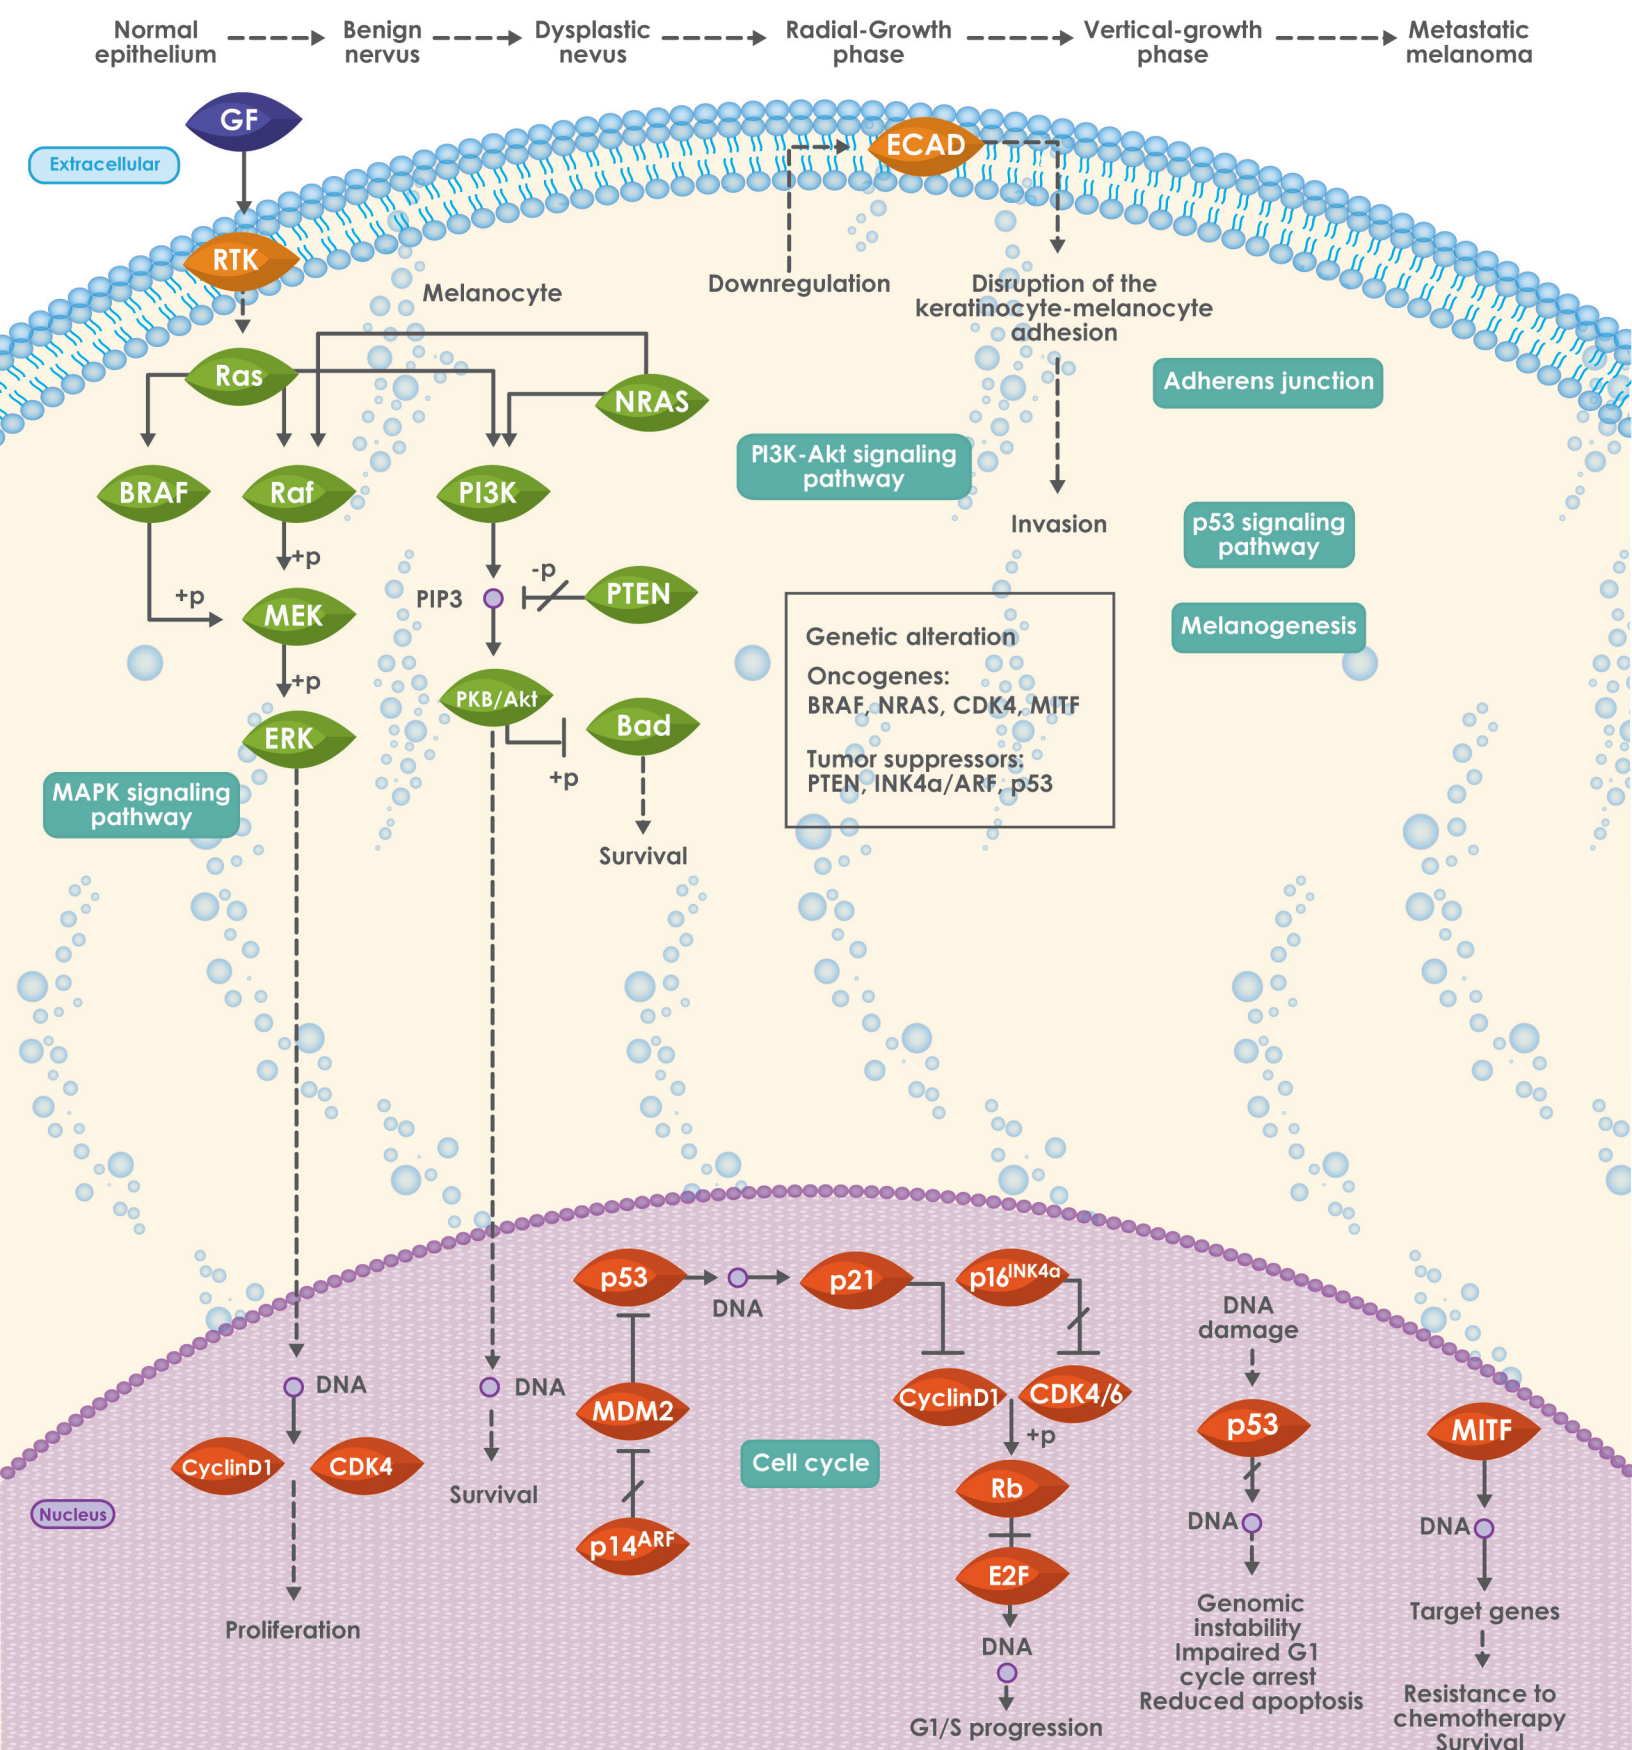 Normal
epithelium
Benign
nervus
Dysplastic
nevus
Radial-Growth
phase
Vertical-growth
phase
Metastatic
melanoma
GF
Extracellular
ECAD
RTK
Melanocyte
Downregulation
Disruption of the
keratinocyte-melanocyte
adhesion
Ras
NRAS
Adherens junction
PI3K-Akt signaling
pathway
BRAF
Raf
PI3K
Invasion
p53 signaling
pathway
+p
-p
+p
PIP3
PTEN
MEK
Melanogenesis
Genetic alteration
Oncogenes:
BRAF, NRAS, CDK4, MITF
Tumor suppressors:
PTEN, INK4a/ARF, p53
+p
PKB/Akt
Bad
ERK
+p
MAPK signaling
pathway
Survival
p53
DNA
p21
p16INK4a
DNA
damage
DNA
DNA
MDM2
CyclinD1
CDK4/6
+p
p53
MITF
CyclinD1
CDK4
Cell cycle
Rb
Survival
Nucleus
p14ARF
DNA
DNA
E2F
Proliferation
DNA
G1/S progression
Genomic
instability
Impaired G1
cycle arrest
Reduced apoptosis
Target genes
Resistance to
chemotherapy
Survival